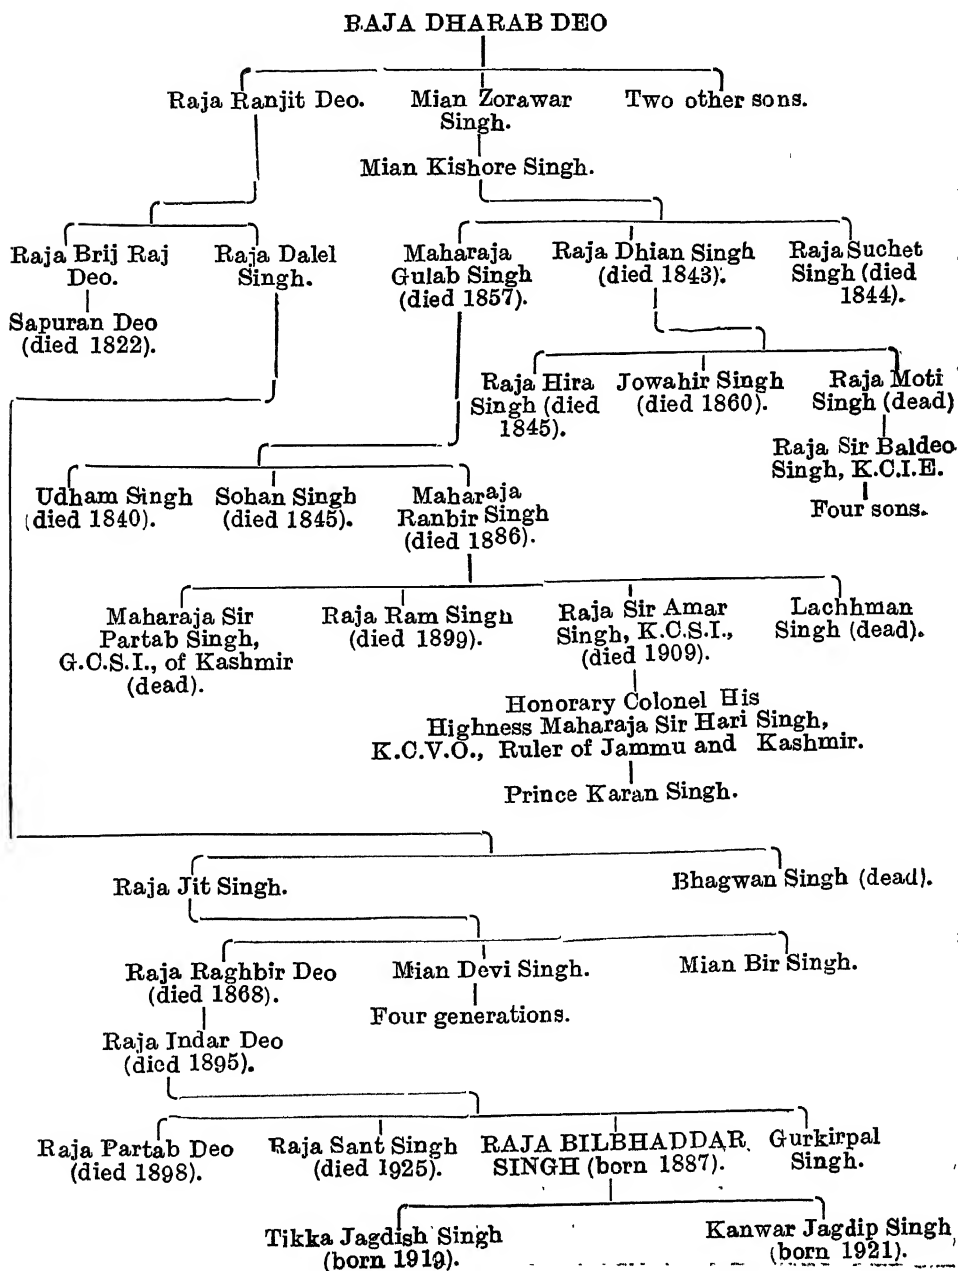 RAJA DHARAB DEO
Raja Ranjit Deo. Mian Zorawar Two other sons.
Singh.
Mian Kishore Singh.
Raja Brij Raj Raja Dalel Maharaja Raja Dhian Singh Raja Suchet
Deo. Singh. Gulab Singh (died 1843). Singh (died
(died 1857). 1844).
Sapuran Deo
(died 1822).
Raja Hira Jowahir Singh Raja Moti
Singh (died (died 1860). Singh (dead)
1845).
Raja Sir Baldeo
Singh, K.C.I.E.
Four sons.
Udham Singh Sohan Singh Maharaja
(died 1840). (died 1845). Ranbir Singh
(died 1886).
Maharaja Sir Raja Ram Singh Raja Sir Amar Lachhman
Partab Singh, (died 1899). Singh, K.C.S.I., Singh (dead).
G.C.S.I., of Kashmir (died 1909).
(dead).
Honorary Colonel His
Highness Maharaja Sir Hari Singh,
K.C.V.O., Ruler of Jammu and Kashmir.
Prince Karan Singh.
Raja Jit Singh. Bhagwan Singh (dead).
Raja Raghbir Deo Mian Devi Singh. Mian Bir Singh.
(died 1868).
Four generations.
Raja Indar Deo
(died 1895).
Raja Partab Deo Raja Sant Singh RAJA BILBHADDAR Gurkirpal
(died 1898). (died 1925). SINGH (born 1887). Singh.
Tikka Jagdish Singh Kanwar Jagdip Singh
(born 1919). (born 1921).